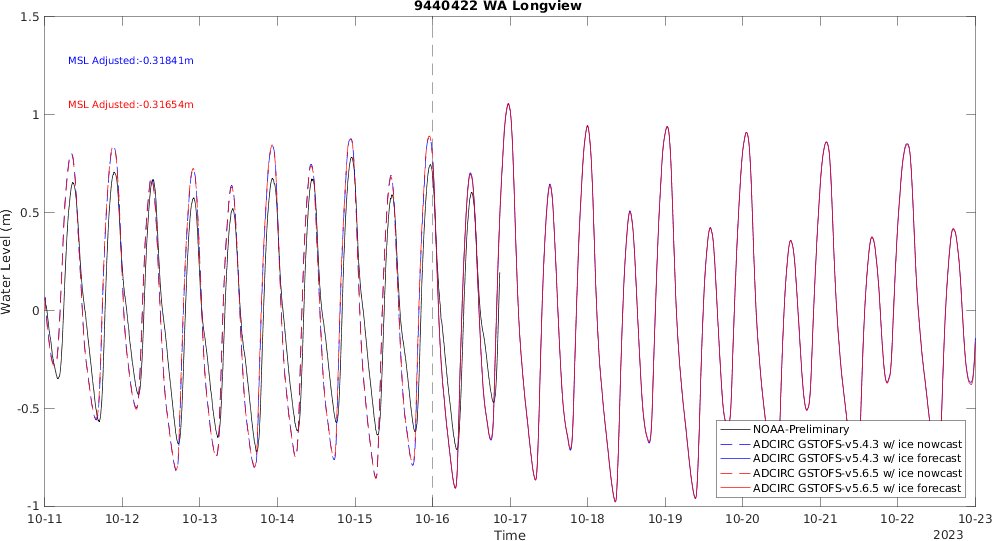 9440422 WA Longview
MSL Adjusted:-0.31841m
MSL Adjusted:-0.31654m
Water Level (m)
1.5
1
0.5
0
-0.5
-1
NOAA-Preliminary
ADCIRC GSTOFS-v5.4.3 w/ ice nowcast
ADCIRC GSTOFS-v5.4.3 w/ ice forecast
ADCIRC GSTOFS-v5.6.5 w/ ice nowcast
ADCIRC GSTOFS-v5.6.5 w/ ice forecast
10-11 10-12 10-13 10-14 10-15 10-16 10-17 10-18 10-19 10-20 10-21 10-22 10-23
Time
2023